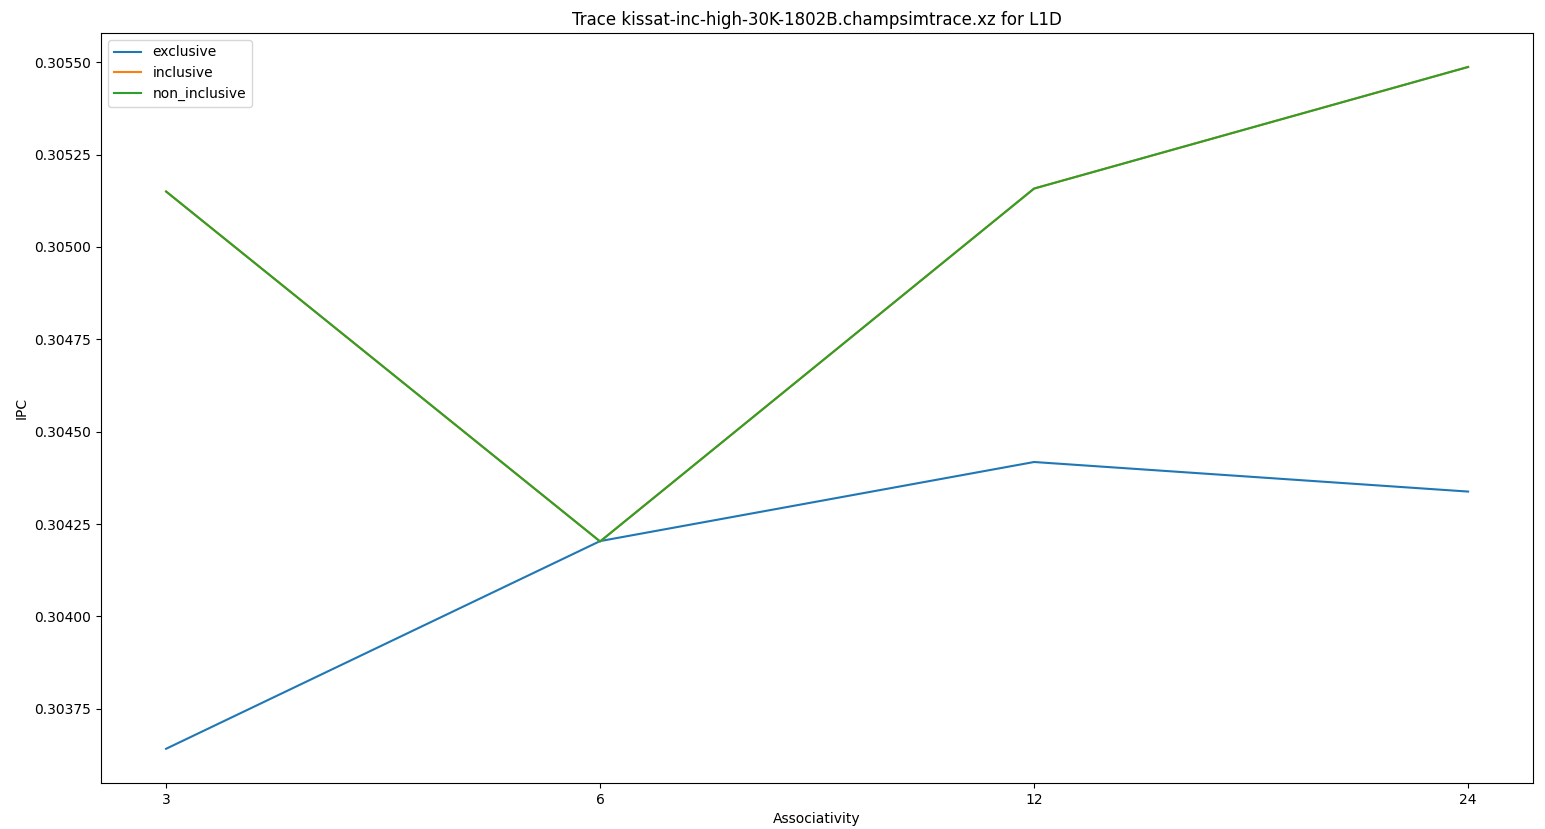 Trace kissat-inc-high-30K-1802B.champsimtrace.xz for L1D
exclusive
inclusive
non_inclusive
0.30550
0.30525
0.30500
0.30475
0.30450
0.30425
0.30400
0.30375
IPC
3 6 12 24
Associativity